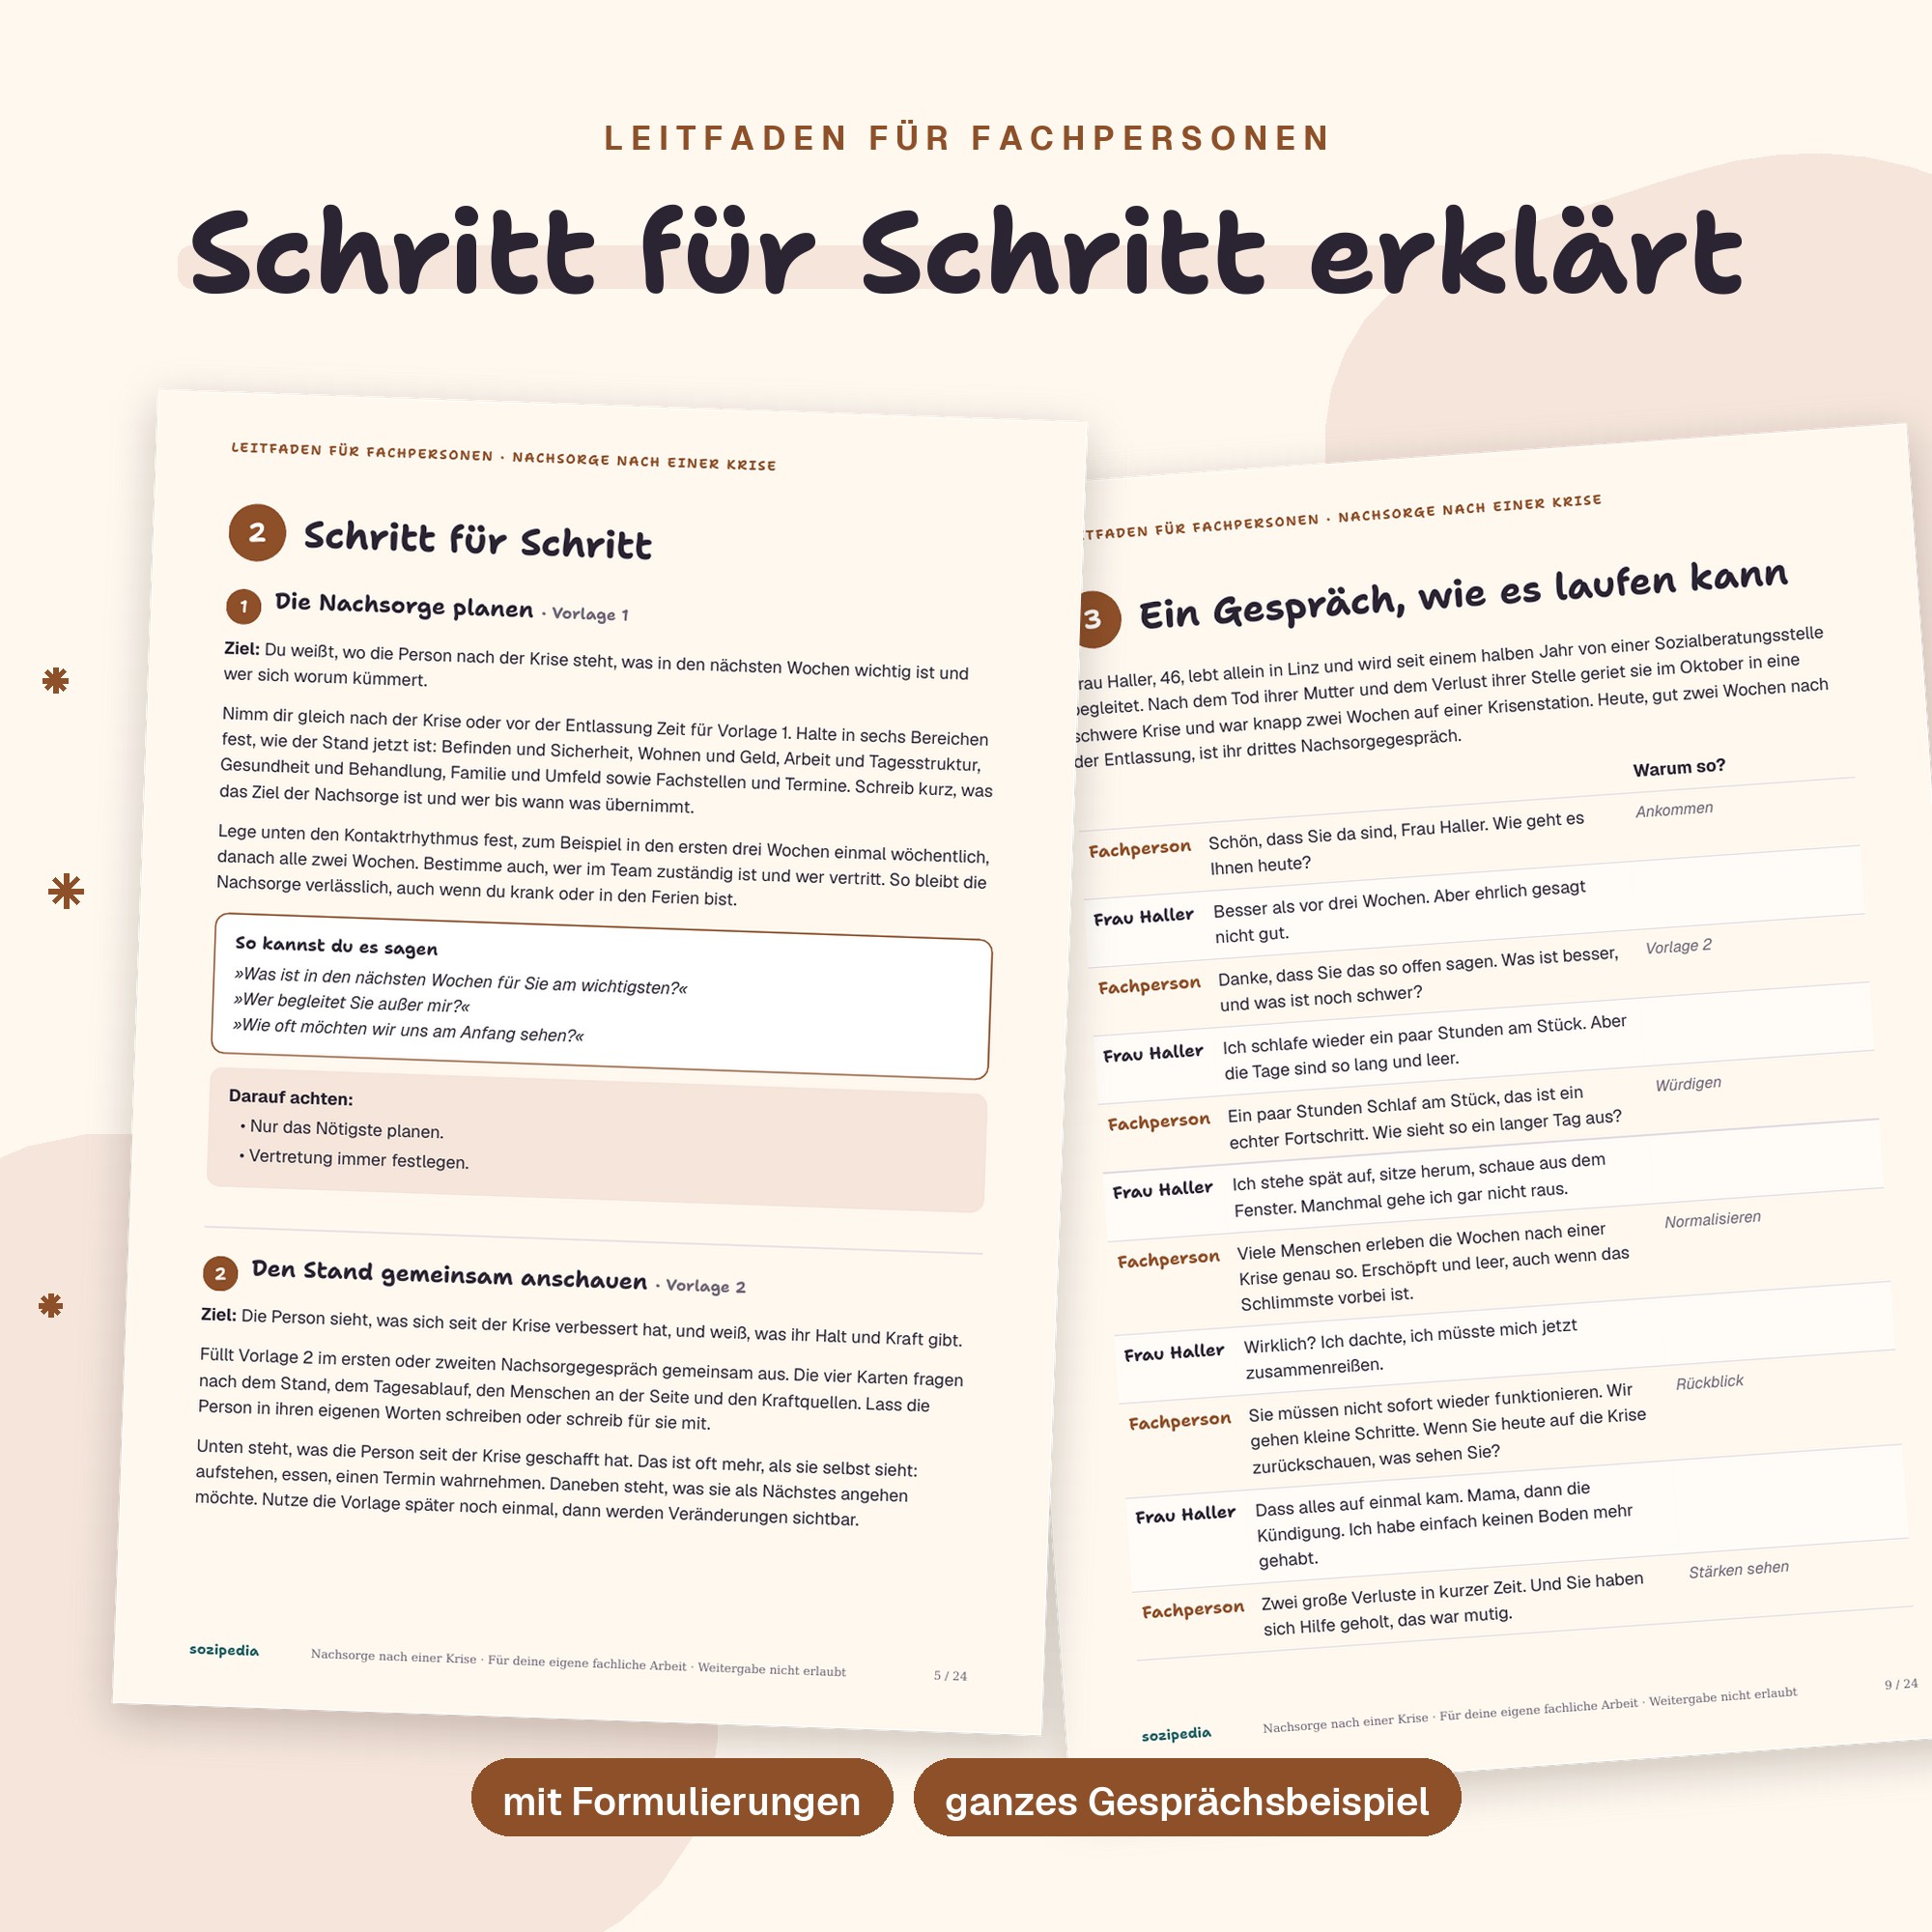 LEITFADEN FÜR FACHPERSONEN
Schritt für Schritt erklärt
LEITFADEN FÜR FACHPERSONEN · NACHSORGE NACH EINER KRISE
2 Schritt für Schritt
1 Die Nachsorge planen · Vorlage 1
Ziel: Du weißt, wo die Person nach der Krise steht, was in den nächsten Wochen wichtig ist und
wer sich worum kümmert.
Nimm dir gleich nach der Krise oder vor der Entlassung Zeit für Vorlage 1. Halte in sechs Bereichen
fest, wie der Stand jetzt ist: Befinden und Sicherheit, Wohnen und Geld, Arbeit und Tagesstruktur,
Gesundheit und Behandlung, Familie und Umfeld sowie Fachstellen und Termine. Schreib kurz, was
das Ziel der Nachsorge ist und wer bis wann was übernimmt.
Lege unten den Kontaktrhythmus fest, zum Beispiel in den ersten drei Wochen einmal wöchentlich,
danach alle zwei Wochen. Bestimme auch, wer im Team zuständig ist und wer vertritt. So bleibt die
Nachsorge verlässlich, auch wenn du krank oder in den Ferien bist.
So kannst du es sagen
»Was ist in den nächsten Wochen für Sie am wichtigsten?«
»Wer begleitet Sie außer mir?«
»Wie oft möchten wir uns am Anfang sehen?«
Darauf achten:
• Nur das Nötigste planen.
• Vertretung immer festlegen.
2 Den Stand gemeinsam anschauen · Vorlage 2
Ziel: Die Person sieht, was sich seit der Krise verbessert hat, und weiß, was ihr Halt und Kraft gibt.
Füllt Vorlage 2 im ersten oder zweiten Nachsorgegespräch gemeinsam aus. Die vier Karten fragen
nach dem Stand, dem Tagesablauf, den Menschen an der Seite und den Kraftquellen. Lass die
Person in ihren eigenen Worten schreiben oder schreib für sie mit.
Unten steht, was die Person seit der Krise geschafft hat. Das ist oft mehr, als sie selbst sieht:
aufstehen, essen, einen Termin wahrnehmen. Daneben steht, was sie als Nächstes angehen
möchte. Nutze die Vorlage später noch einmal, dann werden Veränderungen sichtbar.
sozipedia Nachsorge nach einer Krise · Für deine eigene fachliche Arbeit · Weitergabe nicht erlaubt 5 / 24
TFADEN FÜR FACHPERSONEN · NACHSORGE NACH EINER KRISE
3 Ein Gespräch, wie es laufen kann
rau Haller, 46, lebt allein in Linz und wird seit einem halben Jahr von einer Sozialberatungsstelle
begleitet. Nach dem Tod ihrer Mutter und dem Verlust ihrer Stelle geriet sie im Oktober in eine
schwere Krise und war knapp zwei Wochen auf einer Krisenstation. Heute, gut zwei Wochen nach
der Entlassung, ist ihr drittes Nachsorgegespräch.
Warum so?
Fachperson Schön, dass Sie da sind, Frau Haller. Wie geht es Ankommen
Ihnen heute?
Frau Haller Besser als vor drei Wochen. Aber ehrlich gesagt
nicht gut.
Fachperson Danke, dass Sie das so offen sagen. Was ist besser, Vorlage 2
und was ist noch schwer?
Frau Haller Ich schlafe wieder ein paar Stunden am Stück. Aber
die Tage sind so lang und leer.
Fachperson Ein paar Stunden Schlaf am Stück, das ist ein Würdigen
echter Fortschritt. Wie sieht so ein langer Tag aus?
Frau Haller Ich stehe spät auf, sitze herum, schaue aus dem
Fenster. Manchmal gehe ich gar nicht raus.
Fachperson Viele Menschen erleben die Wochen nach einer Normalisieren
Krise genau so. Erschöpft und leer, auch wenn das
Schlimmste vorbei ist.
Frau Haller Wirklich? Ich dachte, ich müsste mich jetzt
zusammenreißen.
Fachperson Sie müssen nicht sofort wieder funktionieren. Wir Rückblick
gehen kleine Schritte. Wenn Sie heute auf die Krise
zurückschauen, was sehen Sie?
Frau Haller Dass alles auf einmal kam. Mama, dann die
Kündigung. Ich habe einfach keinen Boden mehr
gehabt.
Fachperson Zwei große Verluste in kurzer Zeit. Und Sie haben Stärken sehen
sich Hilfe geholt, das war mutig.
sozipedia Nachsorge nach einer Krise · Für deine eigene fachliche Arbeit · Weitergabe nicht erlaubt 9 / 24
mit Formulierungen
ganzes Gesprächsbeispiel